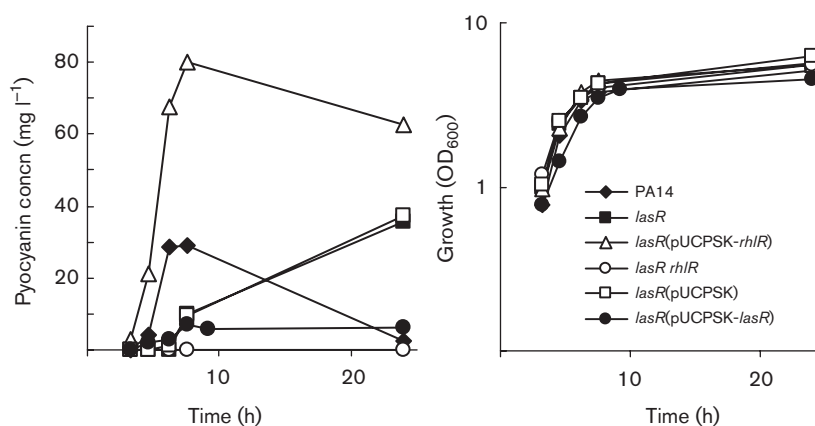 Pyocyanin concn (mg l⁻¹)
80
60
40
20
10
20
Time (h)
Growth (OD₆₀₀)
10
1
PA14
lasR
lasR(pUCPSK-rhlR)
lasR rhlR
lasR(pUCPSK)
lasR(pUCPSK-lasR)
10
20
Time (h)